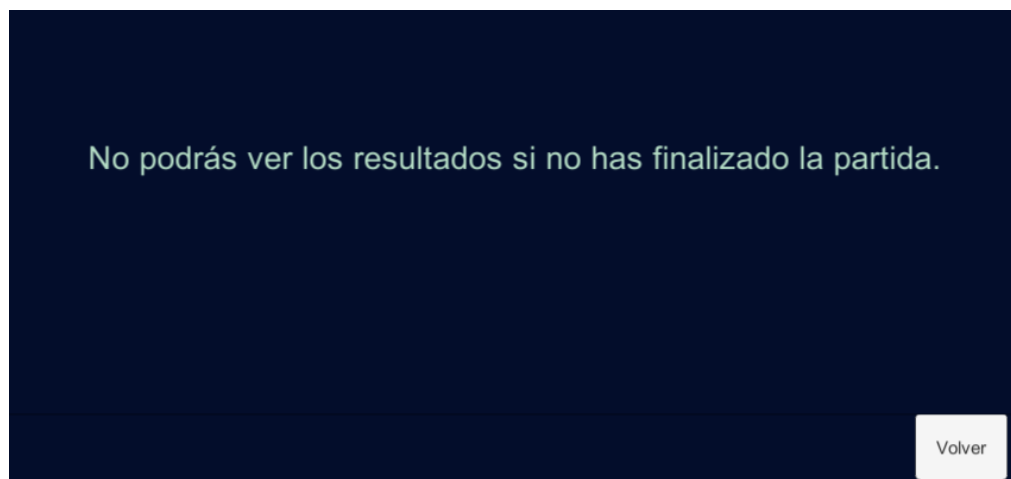 No podrás ver los resultados si no has finalizado la partida.
Volver